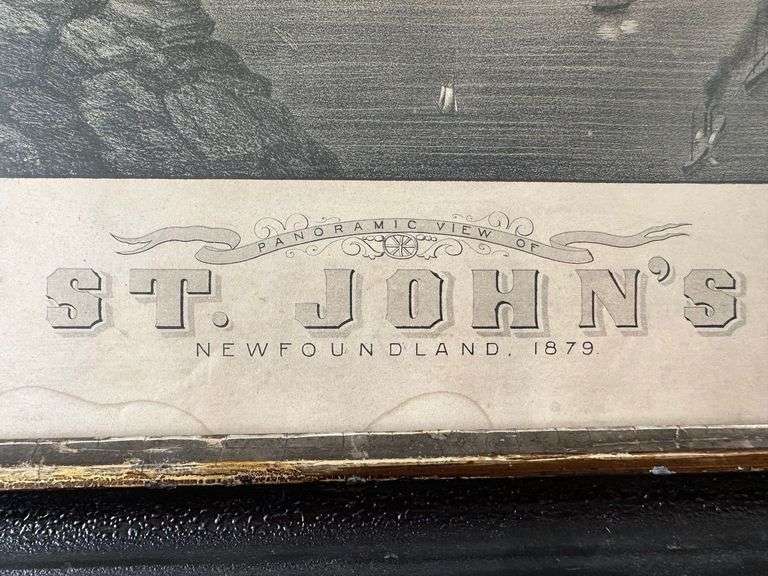 PANORAMIC VIEW OF
ST. JOHN'S
NEWFOUNDLAND, 1879.